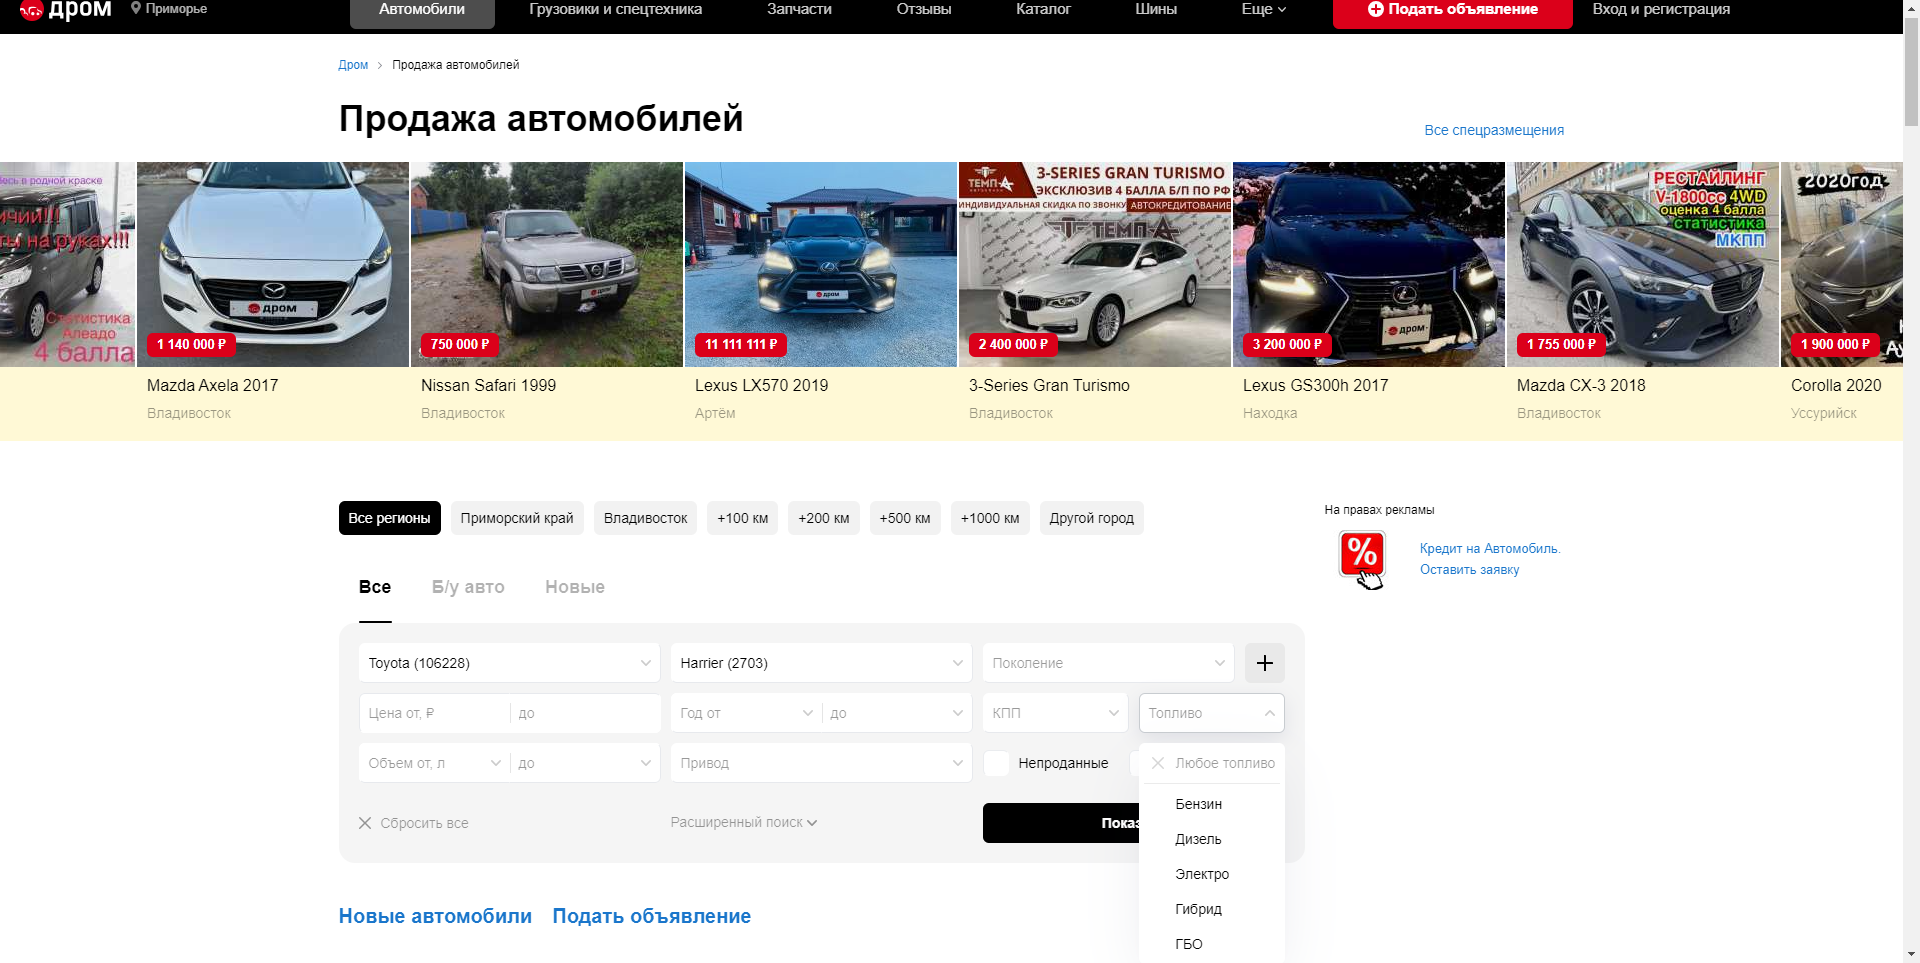 дром
Приморье
Автомобили
Грузовики и спецтехника
Запчасти
Отзывы
Каталог
Шины
Еще
Подать объявление
Вход и регистрация
Дром
Продажа автомобилей
Продажа автомобилей
Все спецразмещения
в родной краске
на руках!!!
Статистика
Алеадо
4 балла
дром
1 140 000 ₽
Mazda Axela 2017
Владивосток
дром
750 000 ₽
Nissan Safari 1999
Владивосток
дром
11 111 111 ₽
Lexus LX570 2019
Артём
ТЕМП-А
3-SERIES GRAN TURISMO
ЭКСКЛЮЗИВ 4 БАЛЛА Б/П ПО РФ
ИНДИВИДУАЛЬНАЯ СКИДКА ПО ЗВОНКУ
АВТОКРЕДИТОВАНИЕ
ТЕМП-А
2 400 000 ₽
3-Series Gran Turismo
Владивосток
дром
3 200 000 ₽
Lexus GS300h 2017
Находка
РЕСТАЙЛИНГ
V-1800cc 4WD
оценка 4 балла
статистика
МКПП
1 755 000 ₽
Mazda CX-3 2018
Владивосток
2020год
1 900 000 ₽
Corolla 2020
Уссурийск
Все регионы
Приморский край
Владивосток
+100 км
+200 км
+500 км
+1000 км
Другой город
На правах рекламы
%
Кредит на Автомобиль.
Оставить заявку
Все
Б/у авто
Новые
Toyota (106228)
Harrier (2703)
Поколение
Цена от, ₽
до
Год от
до
КПП
Топливо
Объем от, л
до
Привод
Непроданные
Любое топливо
Бензин
Дизель
Электро
Гибрид
ГБО
Сбросить все
Расширенный поиск
Показ
Новые автомобили
Подать объявление